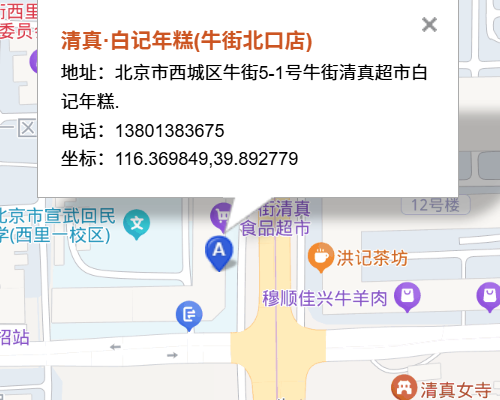 街西里
委员会
清真·白记年糕(牛街北口店)
地址：北京市西城区牛街5-1号牛街清真超市白
记年糕.
电话：13801383675
坐标：116.369849,39.892779
一区
12号楼
北京市宣武回民
学(西里一校区)
街清真
食品超市
A
洪记茶坊
穆顺佳兴牛羊肉
招站
清真女寺